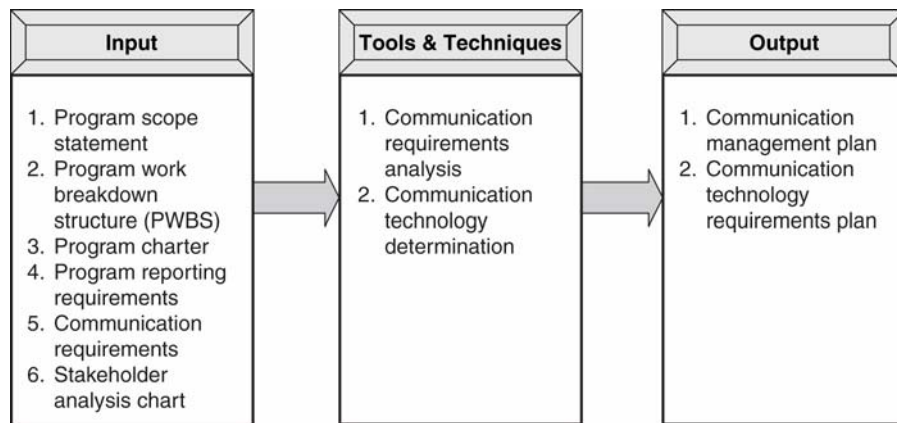 Input
1. Program scope
statement
2. Program work
breakdown
structure (PWBS)
3. Program charter
4. Program reporting
requirements
5. Communication
requirements
6. Stakeholder
analysis chart
Tools & Techniques
1. Communication
requirements
analysis
2. Communication
technology
determination
Output
1. Communication
management plan
2. Communication
technology
requirements plan